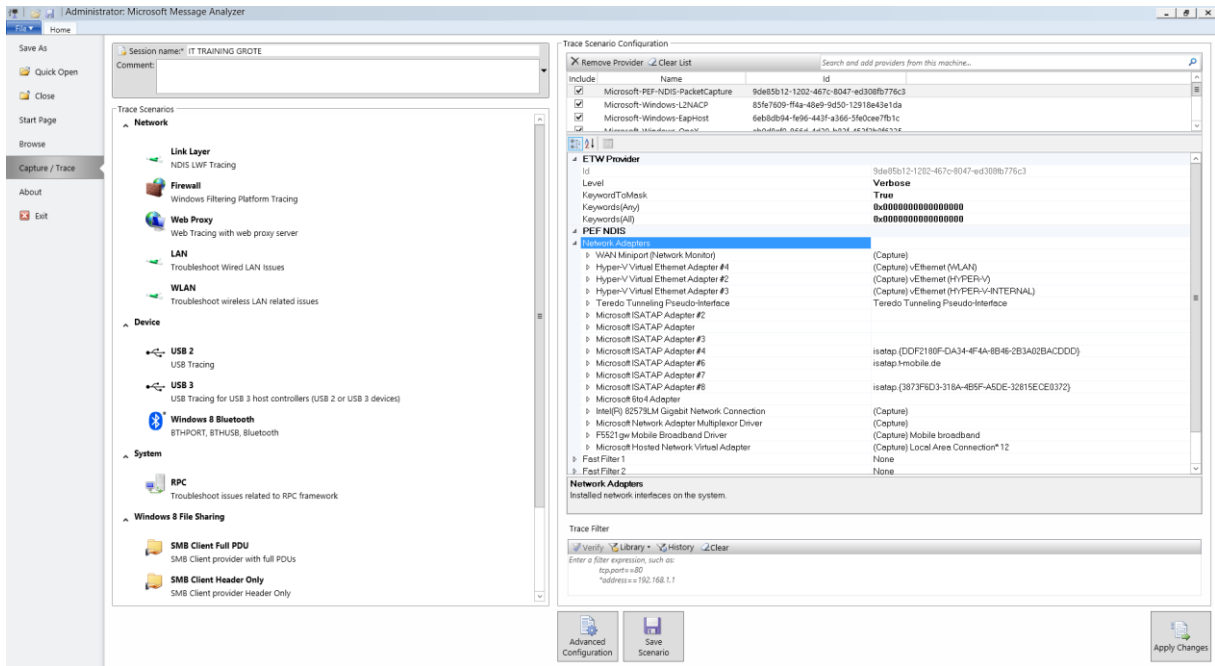 Administrator: Microsoft Message Analyzer
File
Home
Save As
Quick Open
Close
Start Page
Browse
Capture / Trace
About
Exit
Session name:* IT TRAINING GROTE
Comment:
Trace Scenarios
Network
Link Layer
NDIS LWF Tracing
Firewall
Windows Filtering Platform Tracing
Web Proxy
Web Tracing with web proxy server
LAN
Troubleshoot Wired LAN Issues
WLAN
Troubleshoot wireless LAN related issues
Device
USB 2
USB Tracing
USB 3
USB Tracing for USB 3 host controllers (USB 2 or USB 3 devices)
Windows 8 Bluetooth
BTHPORT, BTHUSB, Bluetooth
System
RPC
Troubleshoot issues related to RPC framework
Windows 8 File Sharing
SMB Client Full PDU
SMB Client provider with full PDUs
SMB Client Header Only
SMB Client provider Header Only
Trace Scenario Configuration
Remove Provider Clear List Search and add providers from this machine...
Include Name Id
Microsoft-PEF-NDIS-PacketCapture 9de85b12-1202-467c-8047-ed308fb776c3
Microsoft-Windows-L2NACP 85fe7609-ff4a-48e9-9d50-12918e43e1da
Microsoft-Windows-EapHost 6eb8db94-fe96-443f-a366-5fe0cee7fb1c
Microsoft-Windows-OneX
ETW Provider
Id 9de85b12-1202-467c-8047-ed308fb776c3
Level Verbose
KeywordToMask True
Keywords(Any) 0x0000000000000000
Keywords(All) 0x0000000000000000
PEF NDIS
Network Adapters
WAN Miniport (Network Monitor) (Capture)
Hyper-V Virtual Ethernet Adapter #4 (Capture) vEthernet (WLAN)
Hyper-V Virtual Ethernet Adapter #2 (Capture) vEthernet (HYPER-V)
Hyper-V Virtual Ethernet Adapter #3 (Capture) vEthernet (HYPER-V-INTERNAL)
Teredo Tunneling Pseudo-Interface Teredo Tunneling Pseudo-Interface
Microsoft ISATAP Adapter #2
Microsoft ISATAP Adapter
Microsoft ISATAP Adapter #3
Microsoft ISATAP Adapter #4 isatap.{DDF2180F-DA34-4F4A-8B46-2B3A02BACDDD}
Microsoft ISATAP Adapter #6 isatap.t-mobile.de
Microsoft ISATAP Adapter #7
Microsoft ISATAP Adapter #8 isatap.{3873F6D3-318A-4B5F-A5DE-32815ECE0372}
Microsoft 6to4 Adapter
Intel(R) 82579LM Gigabit Network Connection (Capture)
Microsoft Network Adapter Multiplexor Driver (Capture)
F5521gw Mobile Broadband Driver (Capture) Mobile broadband
Microsoft Hosted Network Virtual Adapter (Capture) Local Area Connection* 12
Fast Filter 1 None
Fast Filter 2 None
Network Adapters
Installed network interfaces on the system.
Trace Filter
Verify Library History Clear
Enter a filter expression, such as:
tcp.port==80
*address==192.168.1.1
Advanced Configuration
Save Scenario
Apply Changes